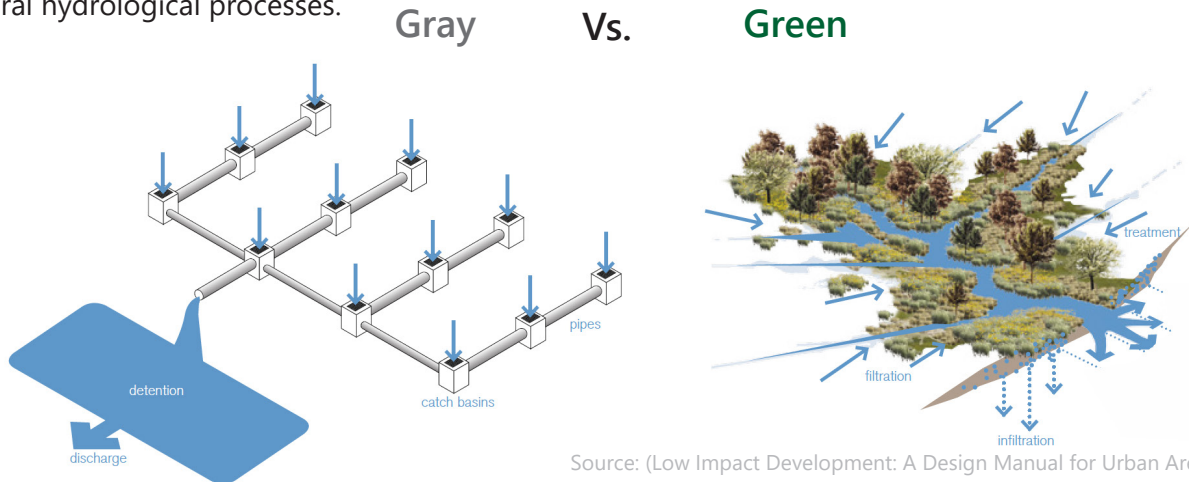 ral hydrological processes.
Gray Vs. Green
treatment
pipes
filtration
detention
catch basins
infiltration
discharge
Source: (Low Impact Development: A Design Manual for Urban Are